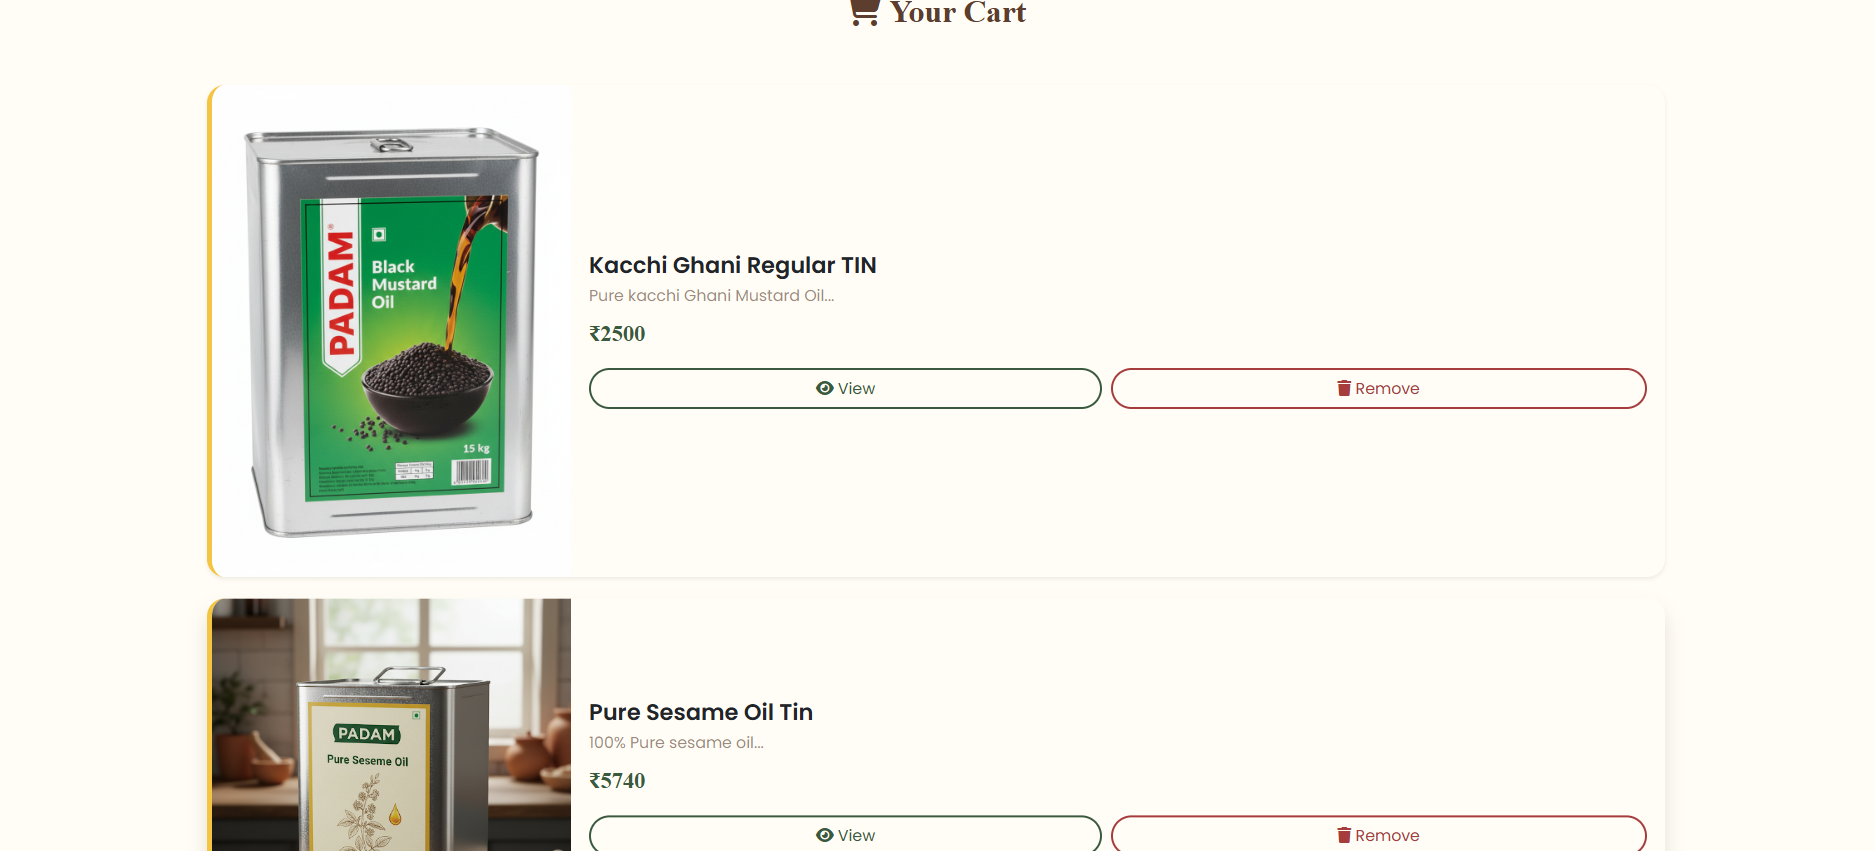 Your Cart
PADAM®
Black
Mustard
Oil
15 kg
Kacchi Ghani Regular TIN
Pure kacchi Ghani Mustard Oil...
₹2500
View
Remove
PADAM
Pure Seseme Oil
Pure Sesame Oil Tin
100% Pure sesame oil...
₹5740
View
Remove